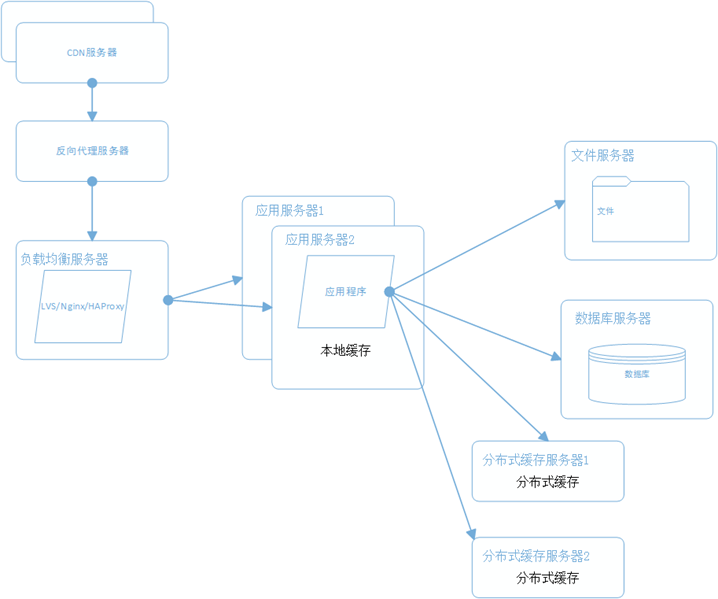 CDN服务器
反向代理服务器
负载均衡服务器
LVS/Nginx/HAProxy
应用服务器1
应用服务器2
应用程序
本地缓存
文件服务器
文件
数据库服务器
数据库
分布式缓存服务器1
分布式缓存
分布式缓存服务器2
分布式缓存